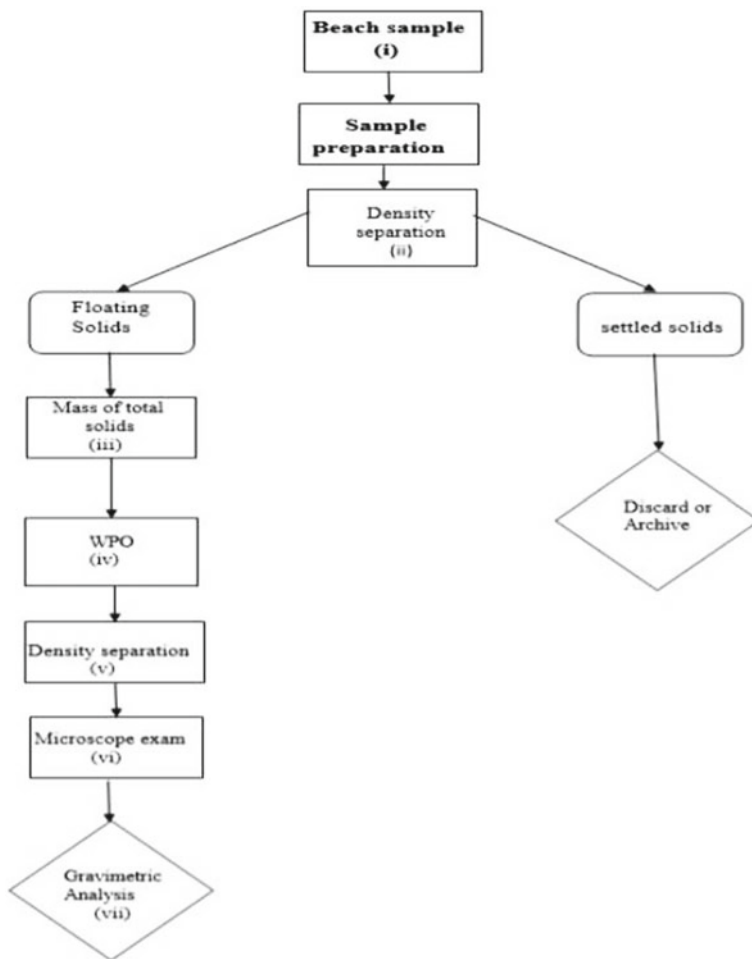 Beach sample
(i)
Sample
preparation
Density
separation
(ii)
Floating
Solids
settled solids
Mass of total
solids
(iii)
Discard or
Archive
WPO
(iv)
Density separation
(v)
Microscope exam
(vi)
Gravimetric
Analysis
(vii)